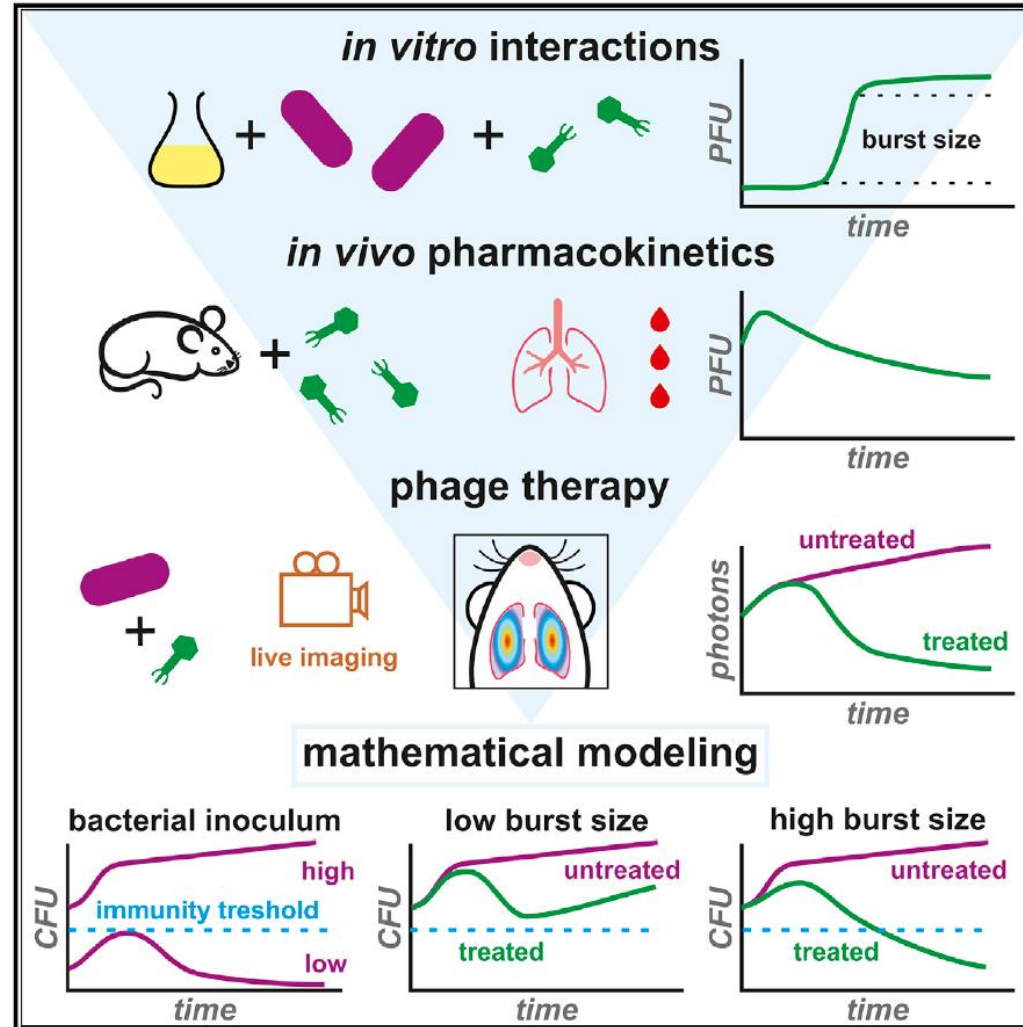 in vitro interactions
+
+
PFU
burst size
time
in vivo pharmacokinetics
+
PFU
time
phage therapy
+
live imaging
photons
untreated
treated
time
mathematical modeling
bacterial inoculum
CFU
high
immunity treshold
low
time
low burst size
CFU
untreated
treated
time
high burst size
CFU
untreated
treated
time